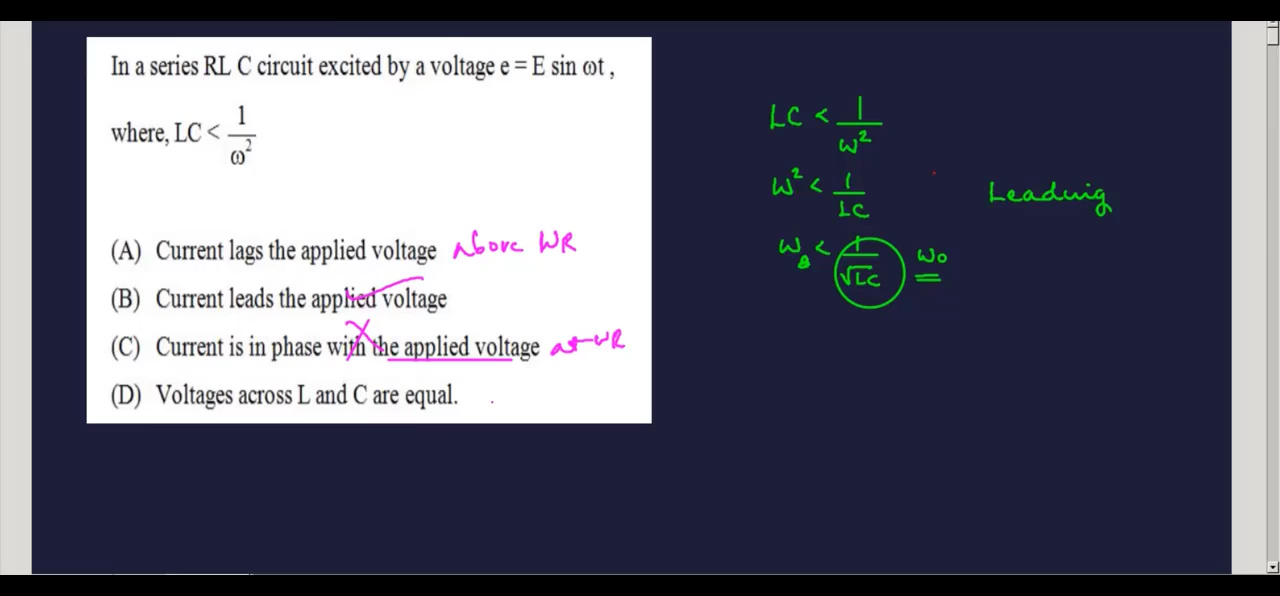 In a series RL C circuit excited by a voltage e = E sin ωt ,
where, LC < 1/ω²
(A) Current lags the applied voltage above WR
(B) Current leads the applied voltage
(C) Current is in phase with the applied voltage at WR
(D) Voltages across L and C are equal.
LC < 1/W²
W² < 1/LC
Leading
W < 1/√LC W0